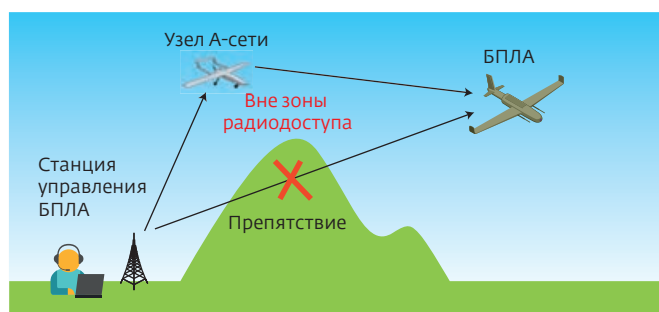 Узел А-сети
БПЛА
Вне зоны
радиодоступа
Станция
управления
БПЛА
Препятствие